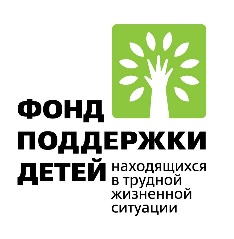 ФОНД
ПОДДЕРЖКИ
ДЕТЕЙ
находящихся
в трудной
жизненной
ситуации